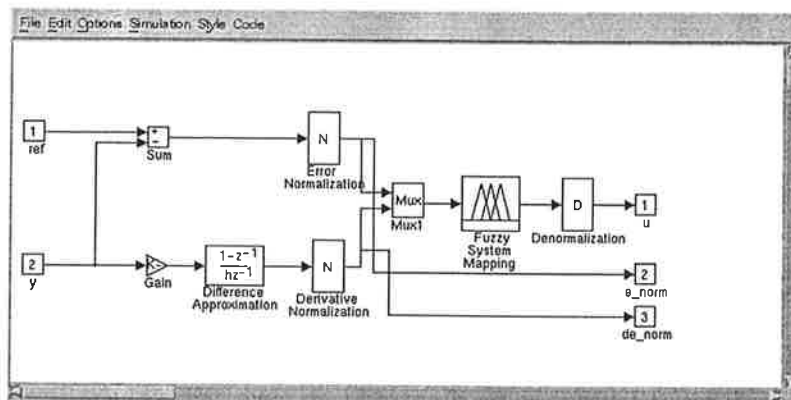 File Edit Options Simulation Style Code
1
ref
+
−
Sum
N
Error
Normalization
Mux
Mux1
Fuzzy
System
Mapping
D
Denormalization
1
u
2
y
Gain
1-z⁻¹
hz⁻¹
Difference
Approximation
N
Derivative
Normalization
2
e_norm
3
de_norm